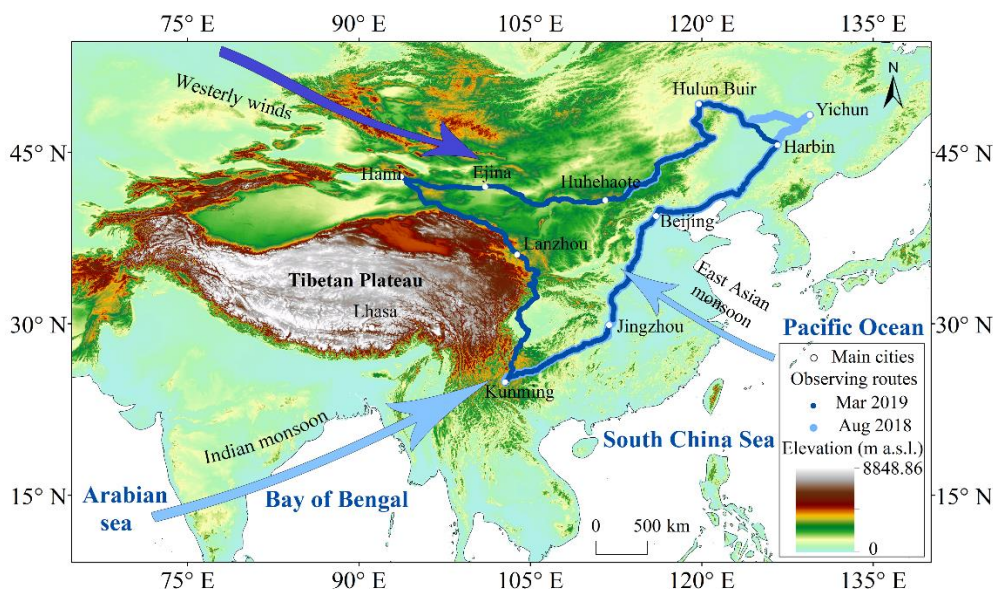 75° E
90° E
105° E
120° E
135° E
Westerly winds
Hulun Buir
N
Yichun
45° N
45° N
Harbin
Hami
Ejina
Huhehaote
Beijing
Lanzhou
Tibetan Plateau
Lhasa
East Asian
monsoon
30° N
30° N
Jingzhou
Pacific Ocean
Main cities
Observing routes
Mar 2019
Aug 2018
Elevation (m a.s.l.)
8848.86
0
Kunming
Indian monsoon
South China Sea
Arabian
sea
Bay of Bengal
15° N
15° N
0 500 km
75° E
90° E
105° E
120° E
135° E